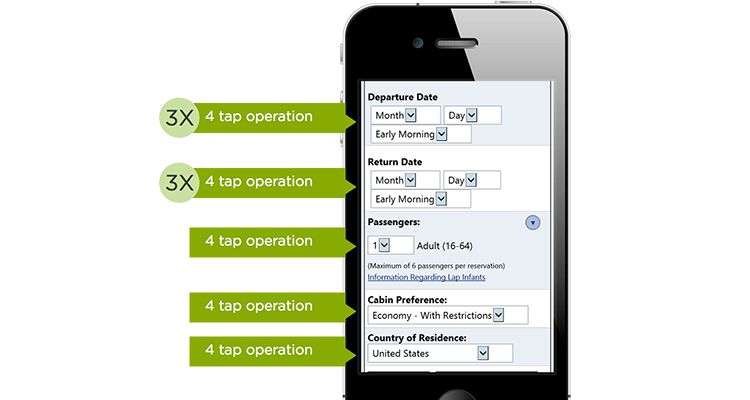 Departure Date
3X 4 tap operation
Month Day
Early Morning
Return Date
3X 4 tap operation
Month Day
Early Morning
Passengers:
4 tap operation
1 Adult (16-64)
(Maximum of 6 passengers per reservation)
Information Regarding Lap Infants
Cabin Preference:
4 tap operation
Economy - With Restrictions
Country of Residence:
4 tap operation
United States